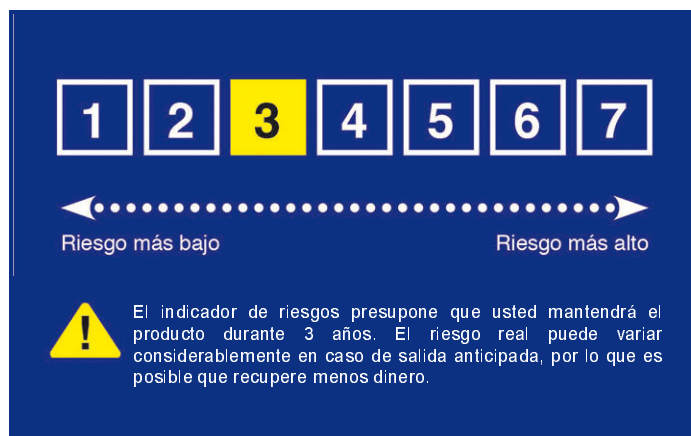 1 2 3 4 5 6 7
Riesgo más bajo Riesgo más alto
El indicador de riesgos presupone que usted mantendrá el
producto durante 3 años. El riesgo real puede variar
considerablemente en caso de salida anticipada, por lo que es
posible que recupere menos dinero.